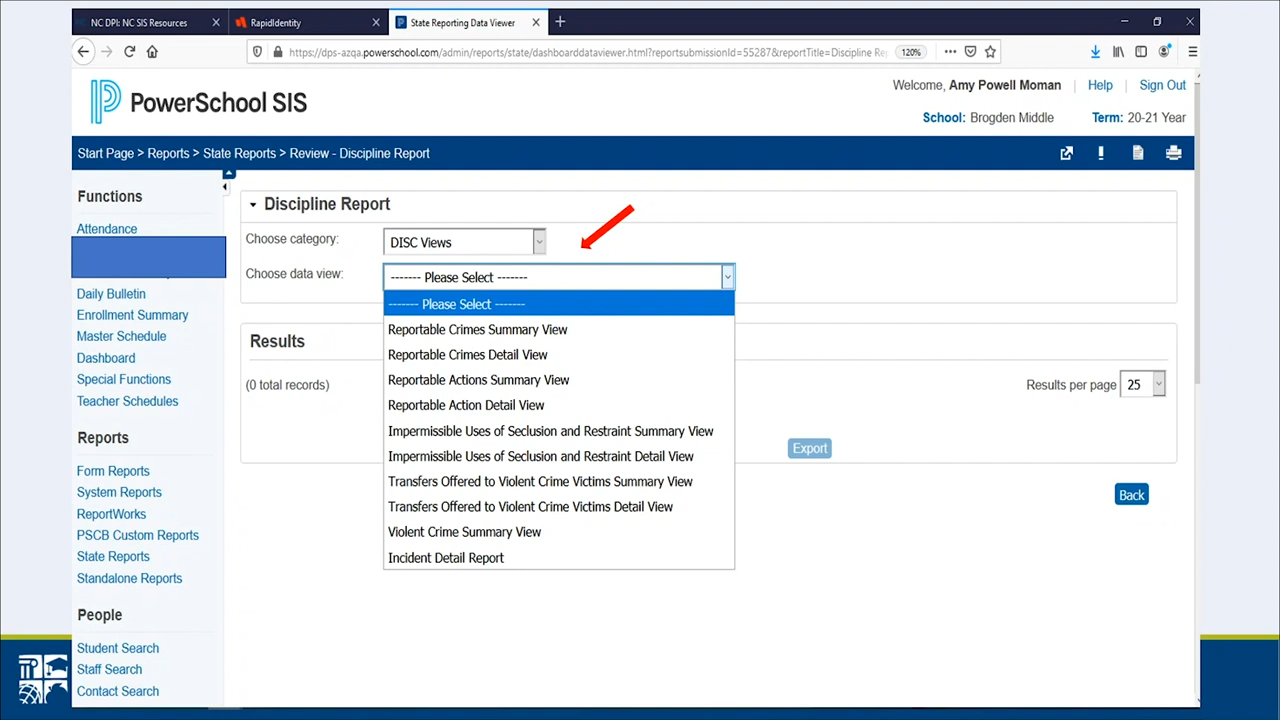 NC DPI: NC SIS Resources
RapidIdentity
State Reporting Data Viewer
https://dps-azqa.powerschool.com/admin/reports/state/dashboarddataviewer.html?reportsubmissionId=55287&reportTitle=Discipline Re
120%
Welcome, Amy Powell Moman
Help
Sign Out
PowerSchool SIS
School: Brogden Middle
Term: 20-21 Year
Start Page > Reports > State Reports > Review - Discipline Report
Functions
Attendance
Daily Bulletin
Enrollment Summary
Master Schedule
Dashboard
Special Functions
Teacher Schedules
Reports
Form Reports
System Reports
ReportWorks
PSCB Custom Reports
State Reports
Standalone Reports
People
Student Search
Staff Search
Contact Search
Discipline Report
Choose category:
DISC Views
Choose data view:
------- Please Select -------
------- Please Select -------
Reportable Crimes Summary View
Reportable Crimes Detail View
Reportable Actions Summary View
Reportable Action Detail View
Impermissible Uses of Seclusion and Restraint Summary View
Impermissible Uses of Seclusion and Restraint Detail View
Transfers Offered to Violent Crime Victims Summary View
Transfers Offered to Violent Crime Victims Detail View
Violent Crime Summary View
Incident Detail Report
Results
(0 total records)
Results per page
25
Export
Back